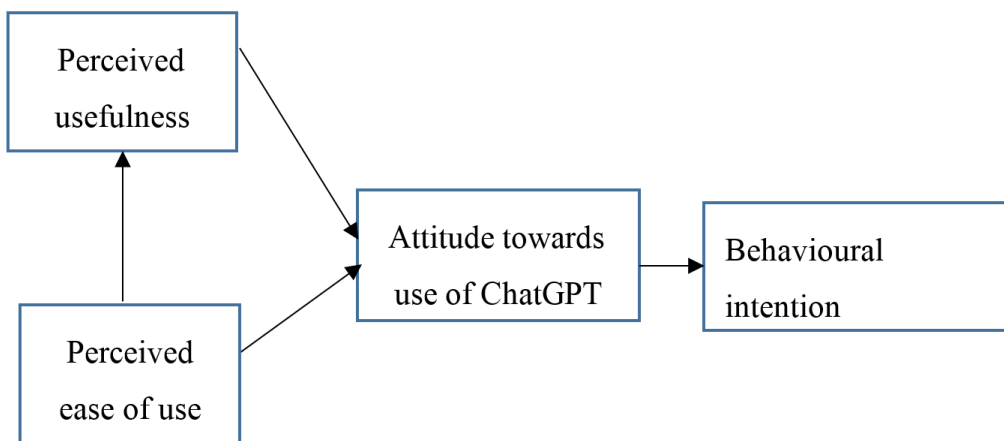 Perceived
usefulness
Attitude towards
use of ChatGPT
Behavioural
intention
Perceived
ease of use